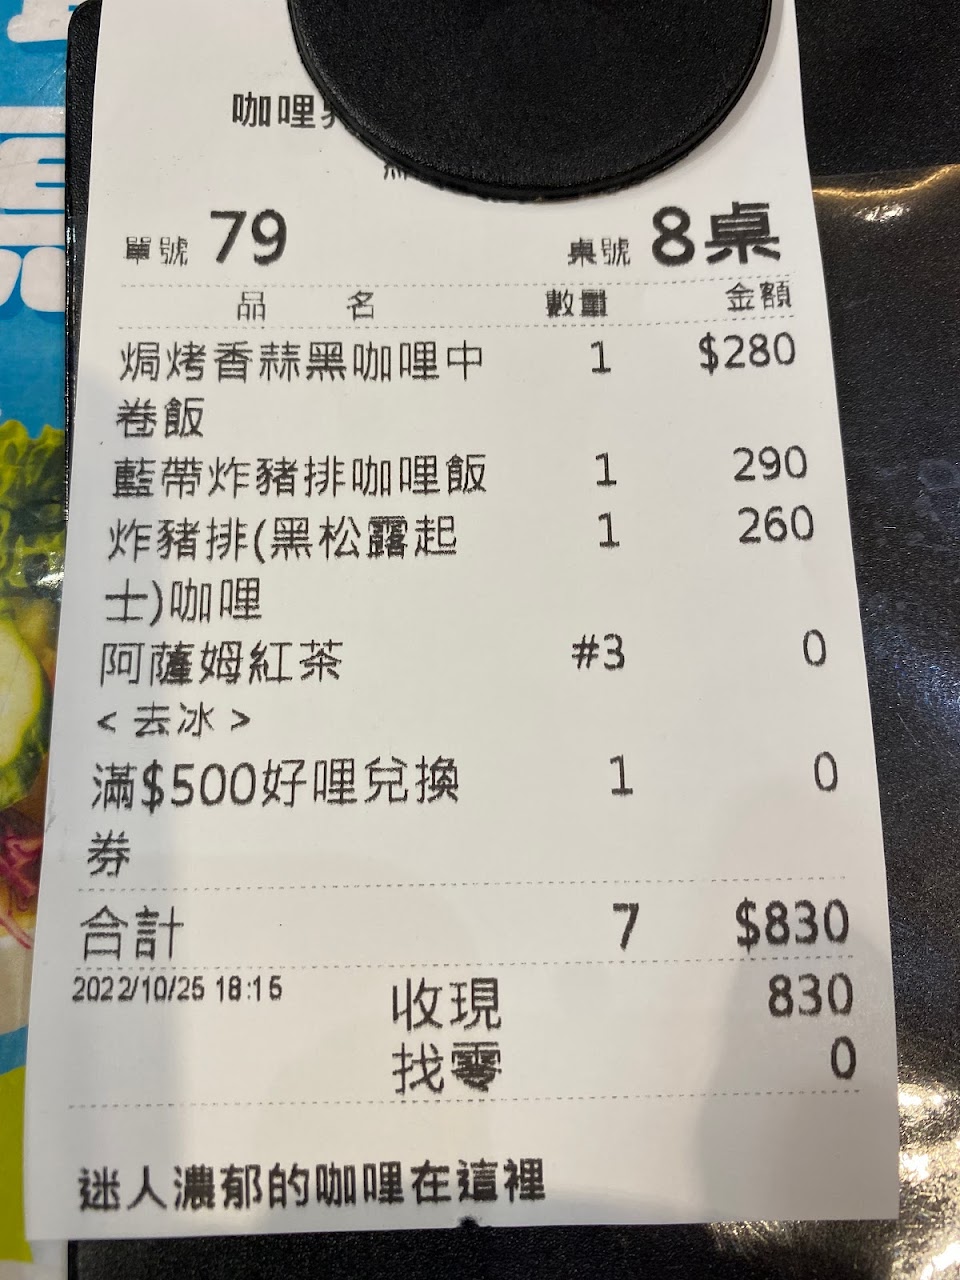 咖哩
單號 79 桌號 8桌
品 名 數量 金額
焗烤香蒜黑咖哩中 1 $280
卷飯
藍帶炸豬排咖哩飯 1 290
炸豬排(黑松露起 1 260
士)咖哩
阿薩姆紅茶 #3 0
<去冰>
滿$500好哩兌換 1 0
券
合計 7 $830
2022/10/25 18:15 收現 830
找零 0
迷人濃郁的咖哩在這裡